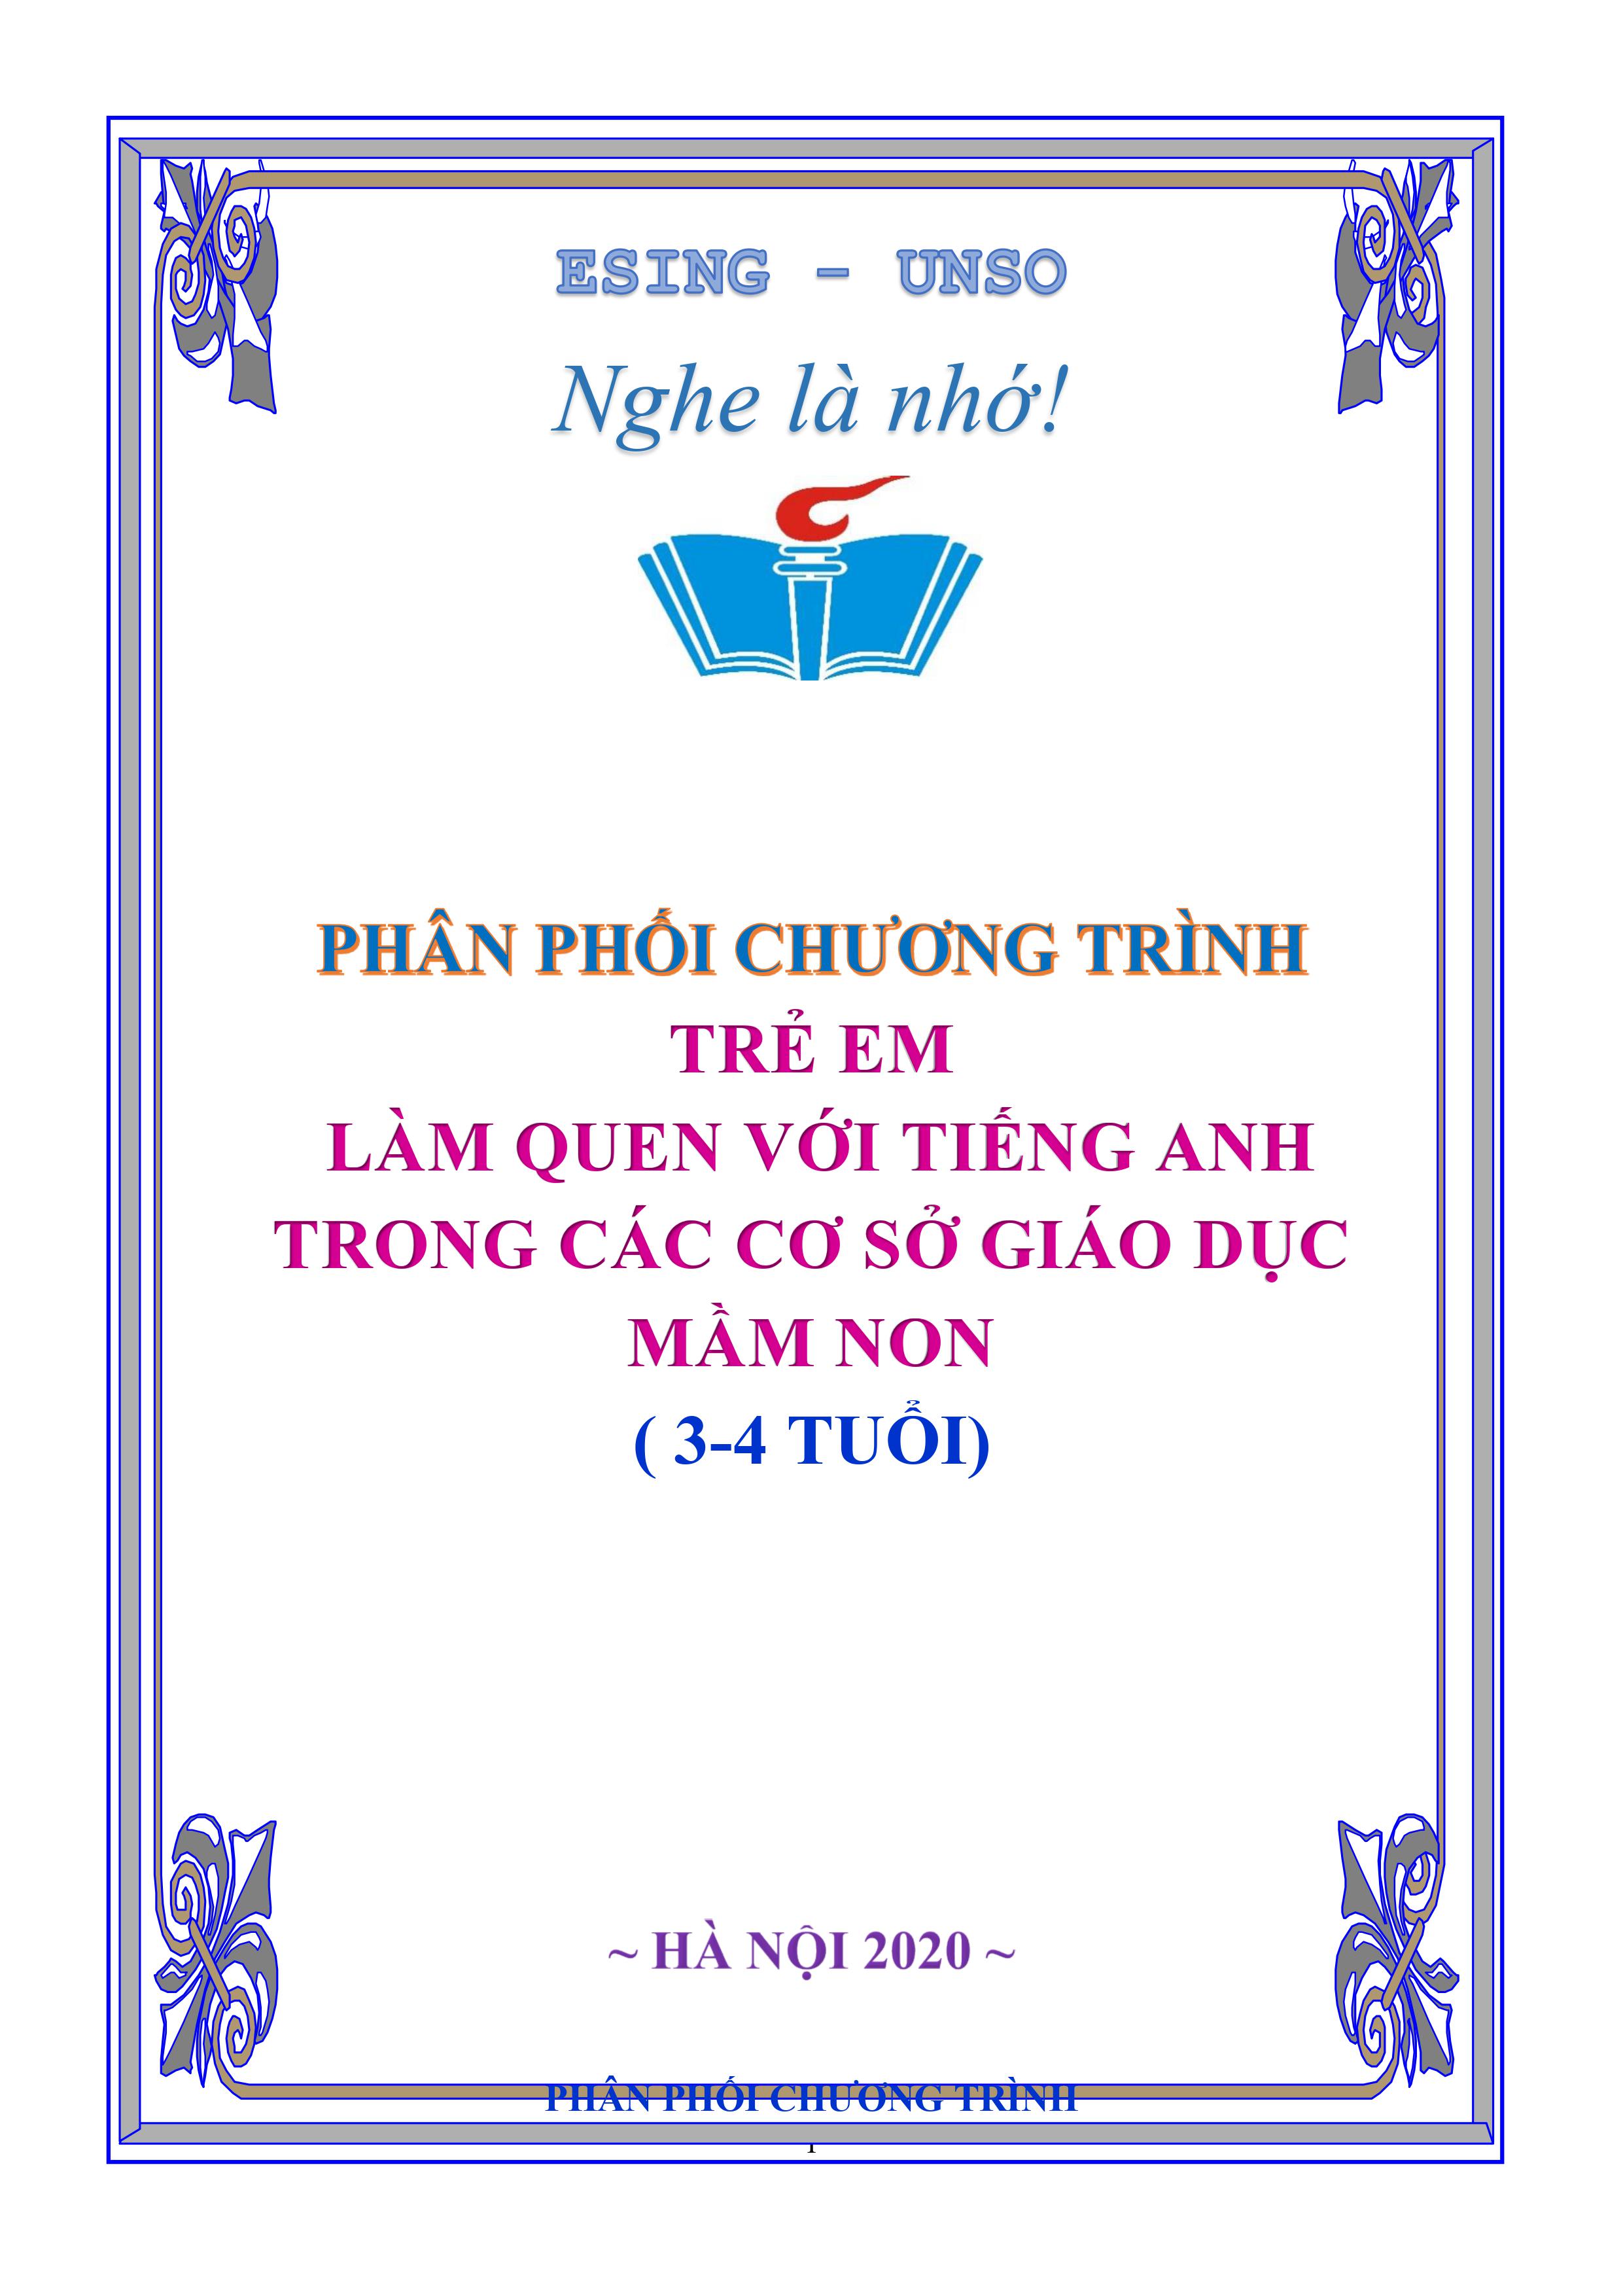 ESING - UNSO
Nghe là nhớ!
PHÂN PHỐI CHƯƠNG TRÌNH
TRẺ EM
LÀM QUEN VỚI TIẾNG ANH
TRONG CÁC CƠ SỞ GIÁO DỤC
MẦM NON
( 3-4 TUỔI)
~ HÀ NỘI 2020 ~
PHÂN PHỐI CHƯƠNG TRÌNH
1